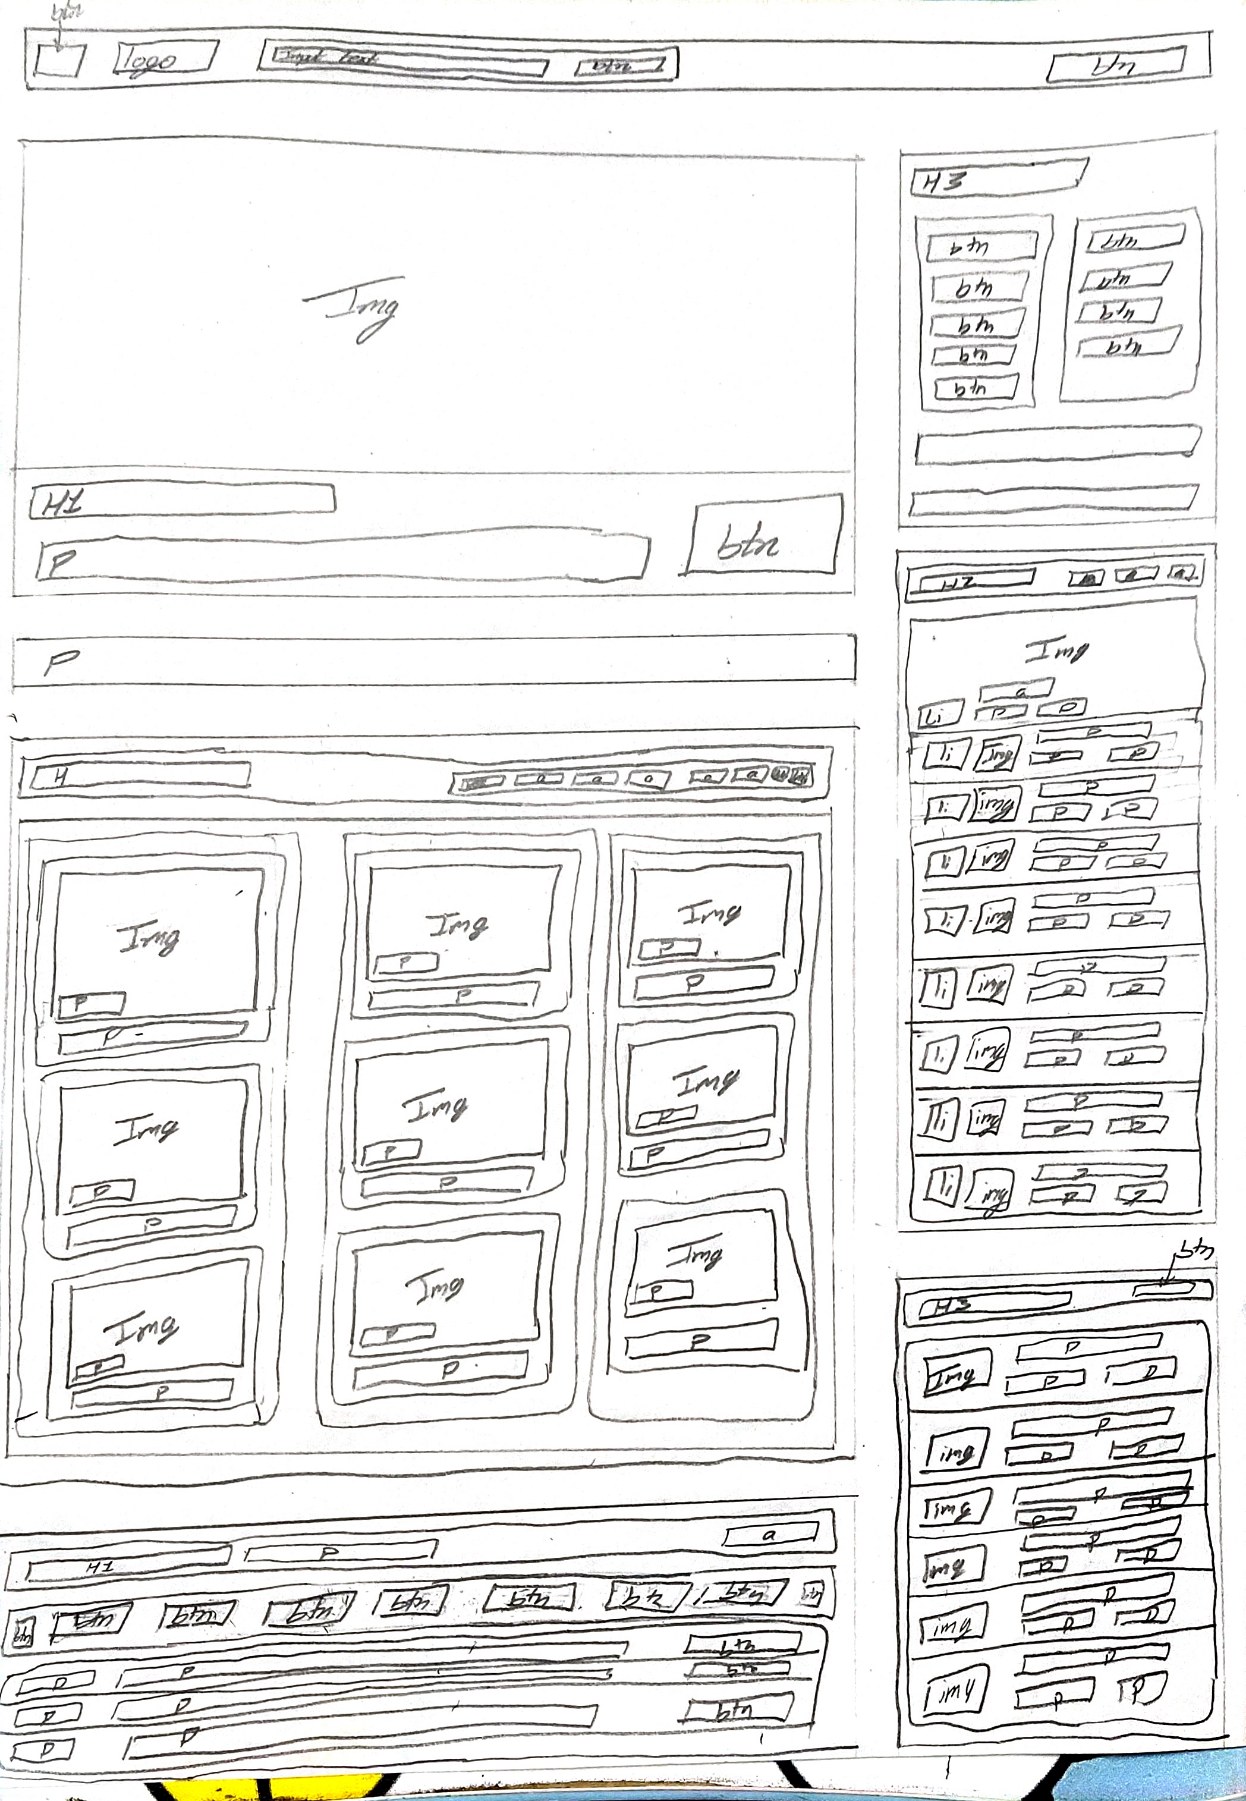 btn
logo Input text btn btn
Img
H1
P
btn
P
H
a a a a a
Img Img Img
P P P
P P P
Img Img Img
P P P
P P P
Img Img Img
P P P
P P P
H1 P a
btn btn btn btn btn btn btn btn btn
P P btn
P P btn
P P btn
H3
btn btn
btn btn
btn btn
btn btn
btn
H2 a a a
Img
a
Li P P
li img P
P P
li img P
P P
li img P
P P
li img P
P P
li img P
P P
li img P
P P
li img P
P P
li img P
P P
btn
H3
Img P
P P
img P
P P
img P
P P
img P
P P
img P
P P
img P
P P